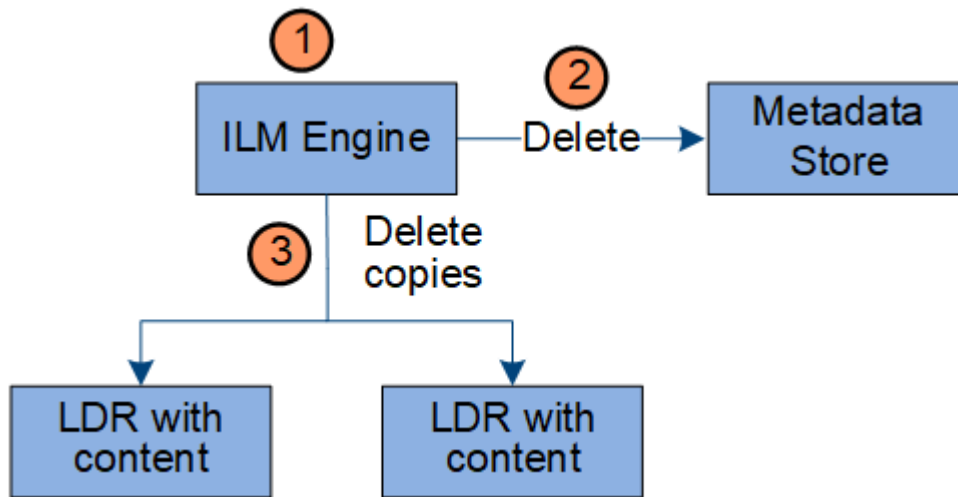 1
2
ILM Engine
Delete
Metadata
Store
3
Delete
copies
LDR with
content
LDR with
content